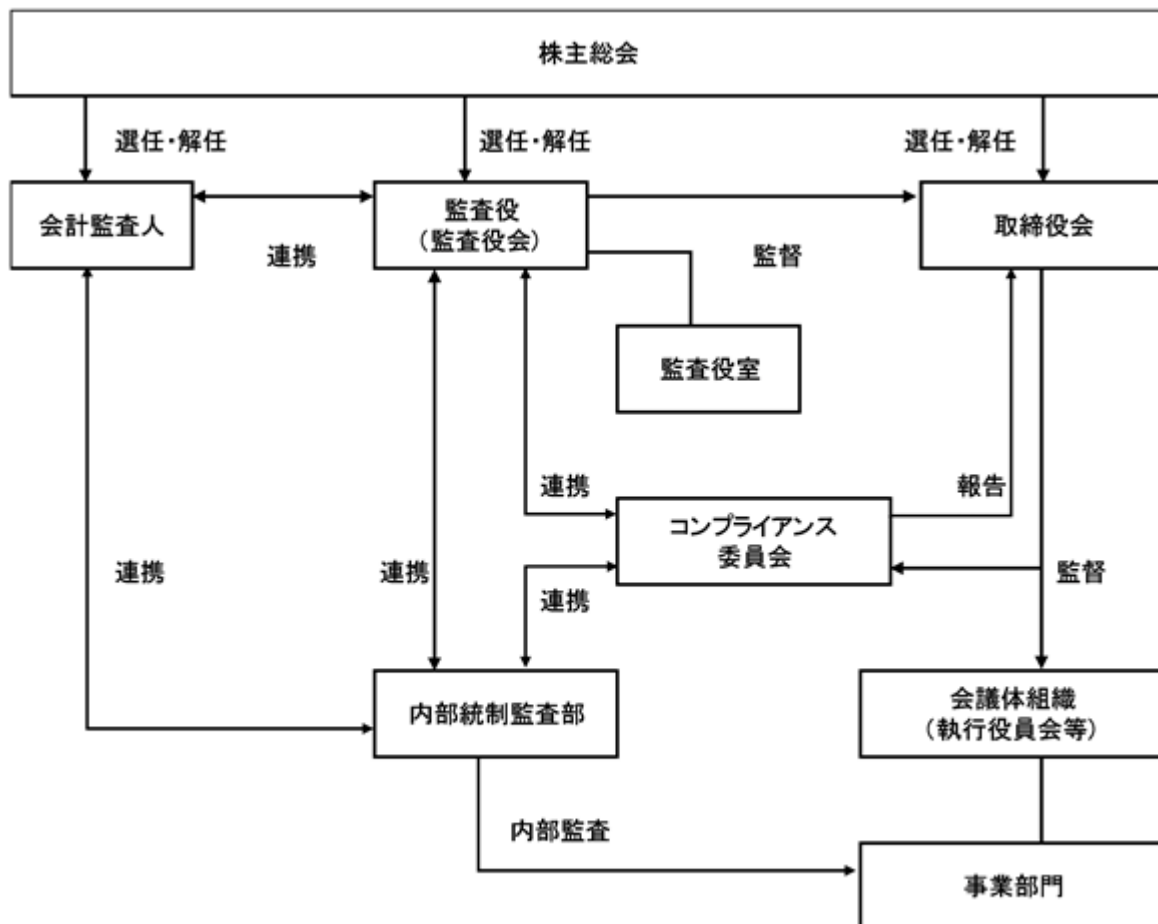 株主総会
選任・解任
選任・解任
選任・解任
会計監査人
監査役
（監査役会）
取締役会
連携
監督
監査役室
連携
報告
コンプライアンス
委員会
連携
連携
連携
監督
内部統制監査部
会議体組織
（執行役員会等）
内部監査
事業部門